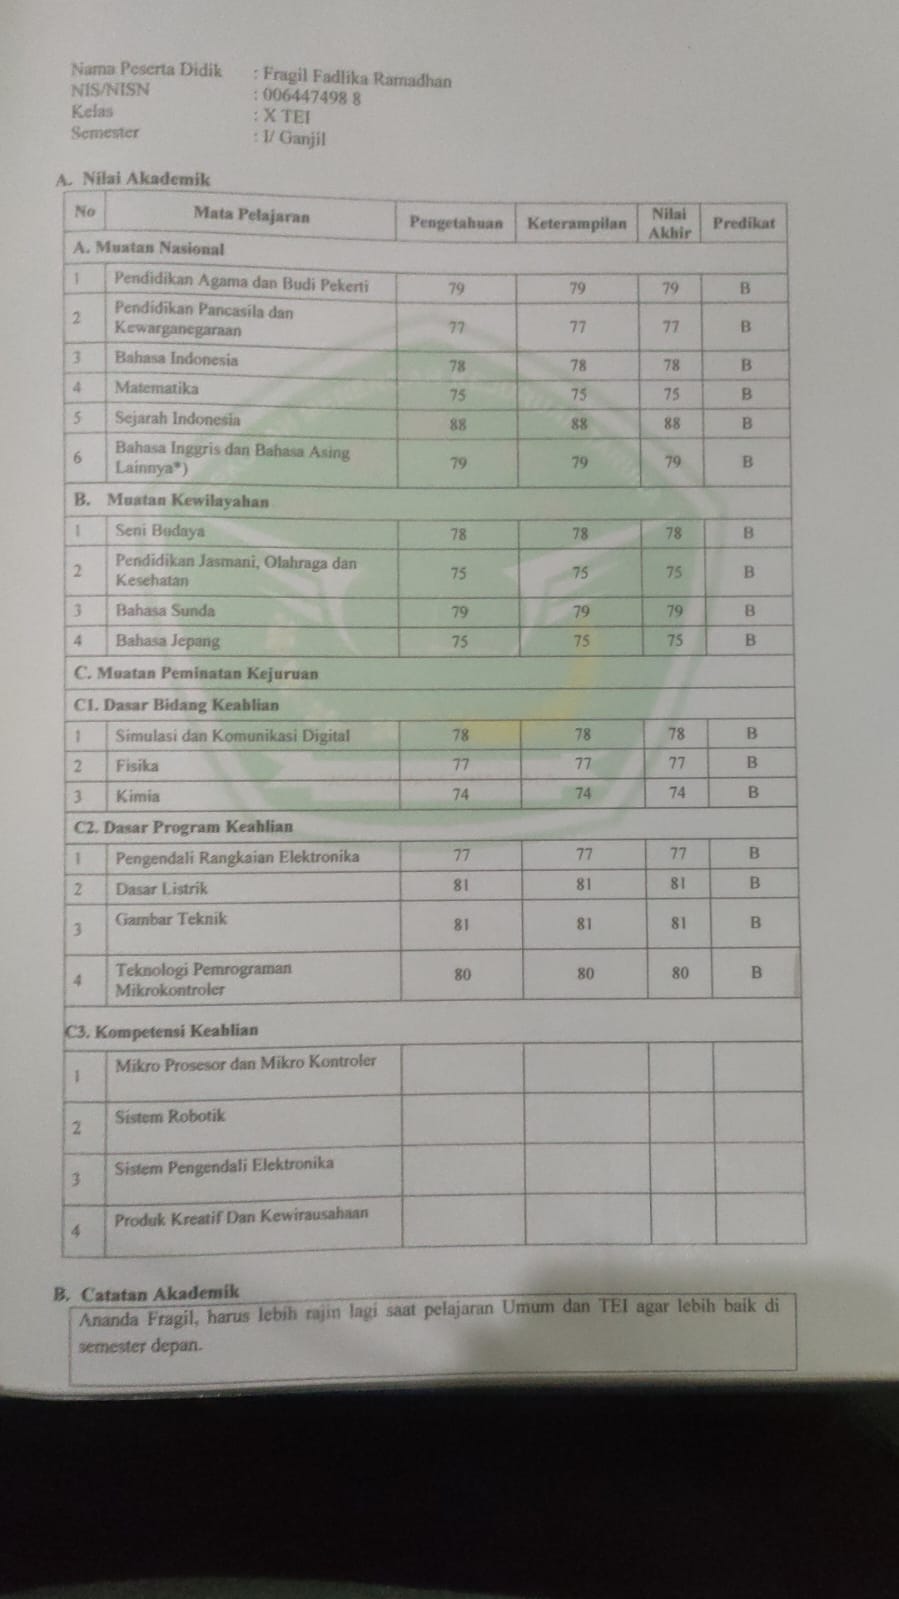 Nama Peserta Didik : Fragil Fadlika Ramadhan
NIS/NISN : 006447498 8
Kelas : X TEI
Semester : 1/ Ganjil
A. Nilai Akademik
No Mata Pelajaran Pengetahuan Keterampilan Nilai Akhir Predikat
A. Muatan Nasional
1 Pendidikan Agama dan Budi Pekerti 79 79 79 B
2 Pendidikan Pancasila dan
Kewarganegaraan 77 77 77 B
3 Bahasa Indonesia 78 78 78 B
4 Matematika 75 75 75 B
5 Sejarah Indonesia 88 88 88 B
6 Bahasa Inggris dan Bahasa Asing
Lainnya*) 79 79 79 B
B. Muatan Kewilayahan
1 Seni Budaya 78 78 78 B
2 Pendidikan Jasmani, Olahraga dan
Kesehatan 75 75 75 B
3 Bahasa Sunda 79 79 79 B
4 Bahasa Jepang 75 75 75 B
C. Muatan Peminatan Kejuruan
C1. Dasar Bidang Keahlian
1 Simulasi dan Komunikasi Digital 78 78 78 B
2 Fisika 77 77 77 B
3 Kimia 74 74 74 B
C2. Dasar Program Keahlian
1 Pengendali Rangkaian Elektronika 77 77 77 B
2 Dasar Listrik 81 81 81 B
3 Gambar Teknik 81 81 81 B
4 Teknologi Pemrograman
Mikrokontroler 80 80 80 B
C3. Kompetensi Keahlian
1 Mikro Prosesor dan Mikro Kontroler
2 Sistem Robotik
3 Sistem Pengendali Elektronika
4 Produk Kreatif Dan Kewirausahaan
B. Catatan Akademik
Ananda Fragil, harus lebih rajin lagi saat pelajaran Umum dan TEI agar lebih baik di
semester depan.